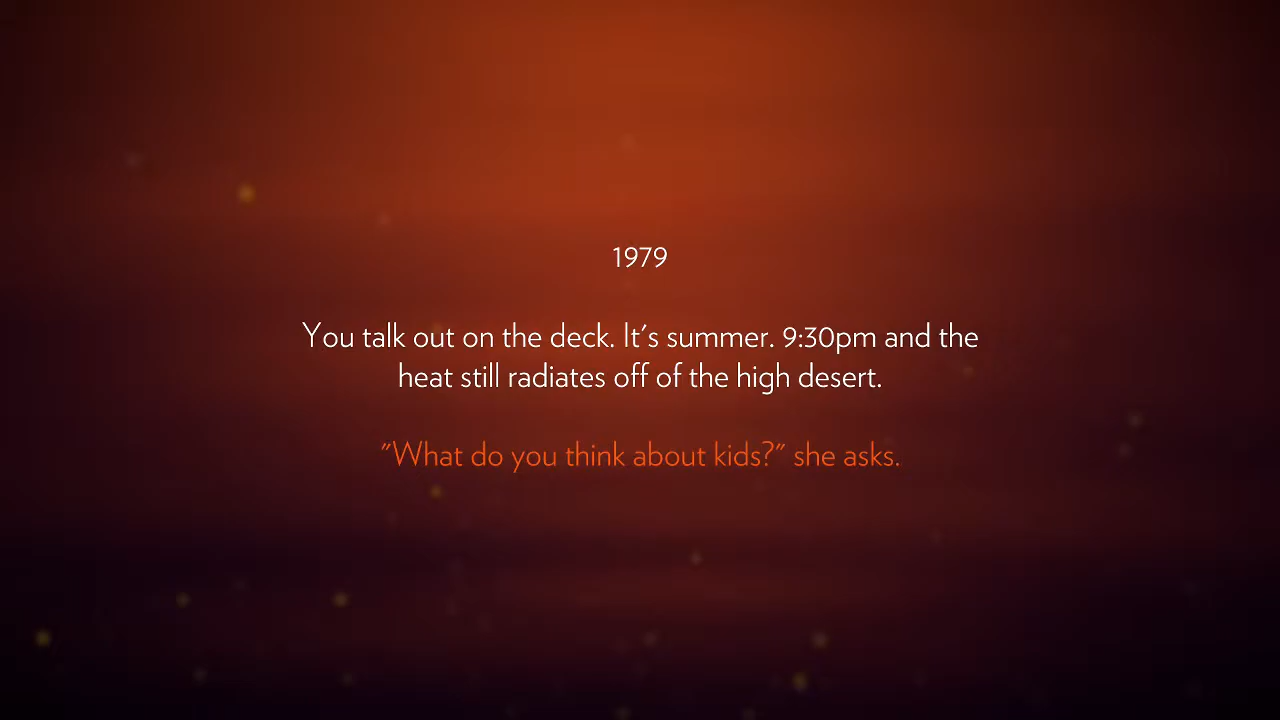 1979
You talk out on the deck. It's summer. 9:30pm and the
heat still radiates off of the high desert.
"What do you think about kids?" she asks.